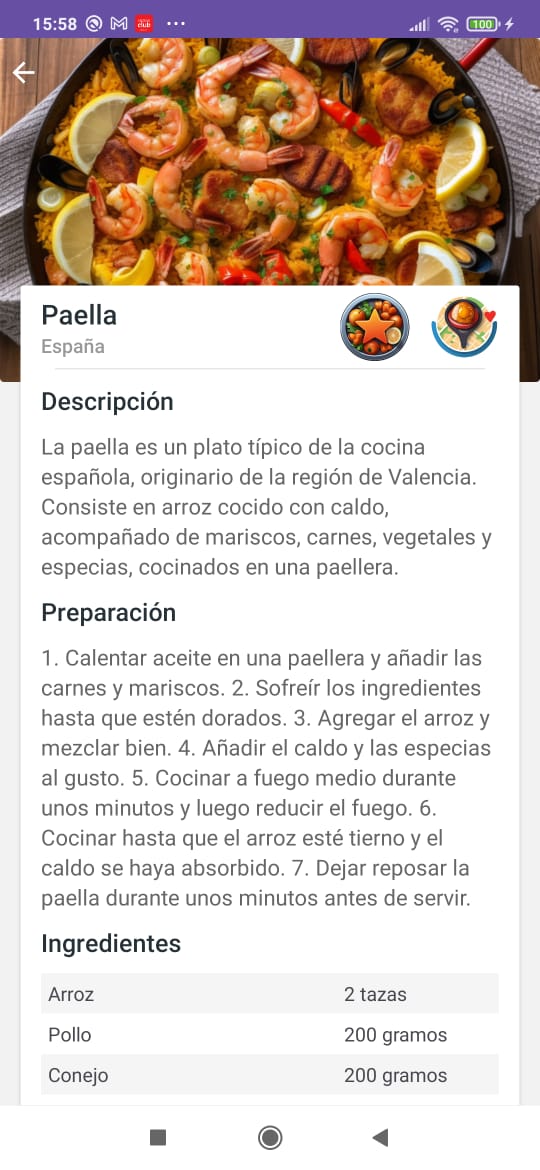 15:58 100
Paella
España
Descripción
La paella es un plato típico de la cocina
española, originario de la región de Valencia.
Consiste en arroz cocido con caldo,
acompañado de mariscos, carnes, vegetales y
especias, cocinados en una paellera.
Preparación
1. Calentar aceite en una paellera y añadir las
carnes y mariscos. 2. Sofreír los ingredientes
hasta que estén dorados. 3. Agregar el arroz y
mezclar bien. 4. Añadir el caldo y las especias
al gusto. 5. Cocinar a fuego medio durante
unos minutos y luego reducir el fuego. 6.
Cocinar hasta que el arroz esté tierno y el
caldo se haya absorbido. 7. Dejar reposar la
paella durante unos minutos antes de servir.
Ingredientes
Arroz 2 tazas
Pollo 200 gramos
Conejo 200 gramos